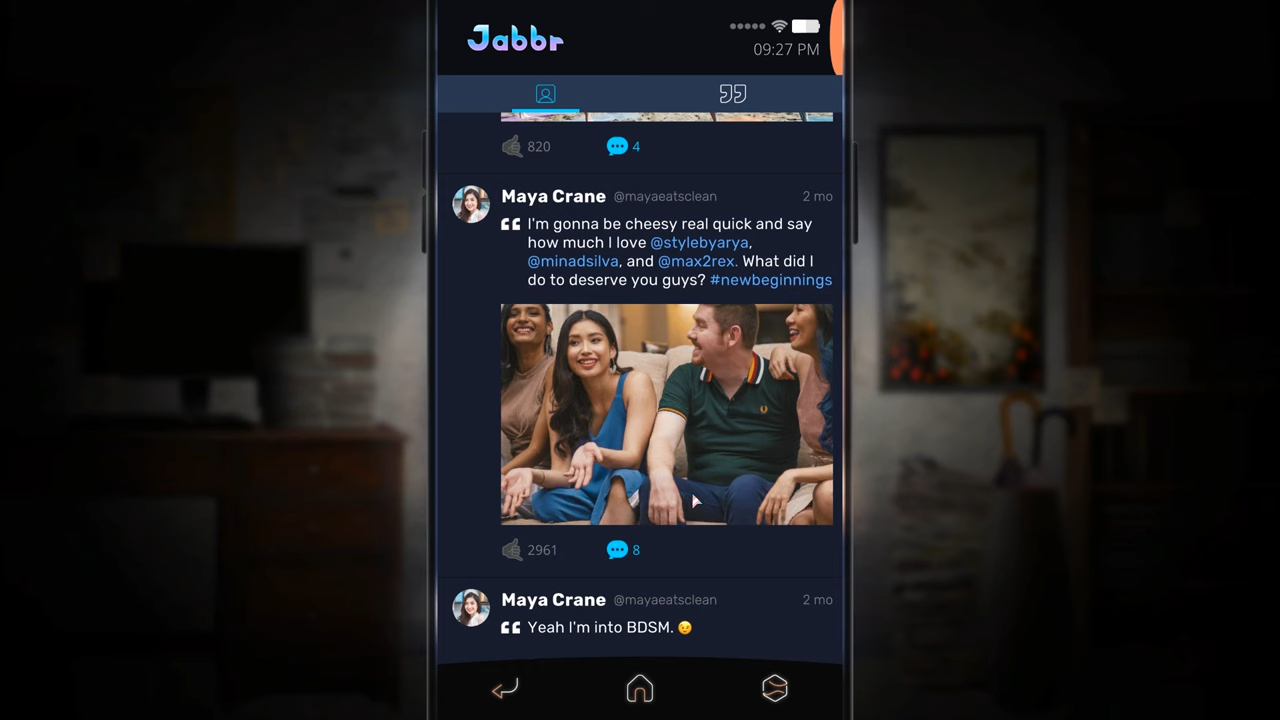 Jabbr
09:27 PM
820
4
Maya Crane @mayaeatsclean 2 mo
I'm gonna be cheesy real quick and say
how much I love @stylebyarya,
@minadsilva, and @max2rex. What did I
do to deserve you guys? #newbeginnings
2961
8
Maya Crane @mayaeatsclean 2 mo
Yeah I'm into BDSM. 😉